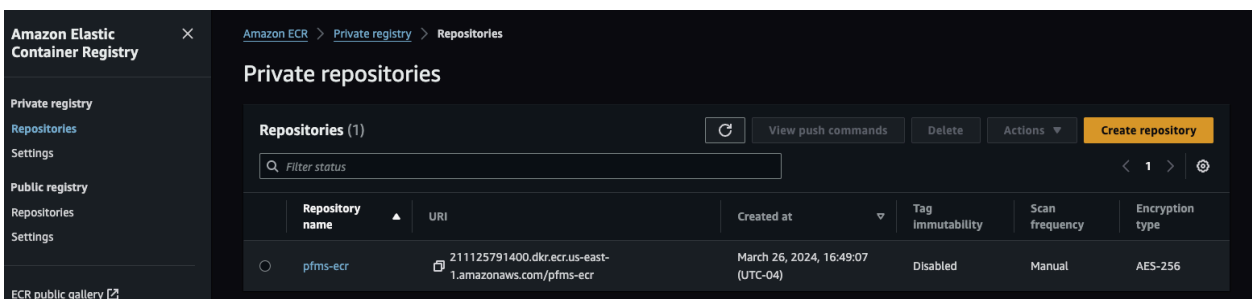 Amazon Elastic
Container Registry
Private registry
Repositories
Settings
Public registry
Repositories
Settings
ECR public gallery
Amazon ECR > Private registry > Repositories
Private repositories
Repositories (1)
View push commands
Delete
Actions
Create repository
Filter status
< 1 >
Repository
name
URI
Created at
Tag
immutability
Scan
frequency
Encryption
type
pfms-ecr
211125791400.dkr.ecr.us-east-
1.amazonaws.com/pfms-ecr
March 26, 2024, 16:49:07
(UTC-04)
Disabled
Manual
AES-256